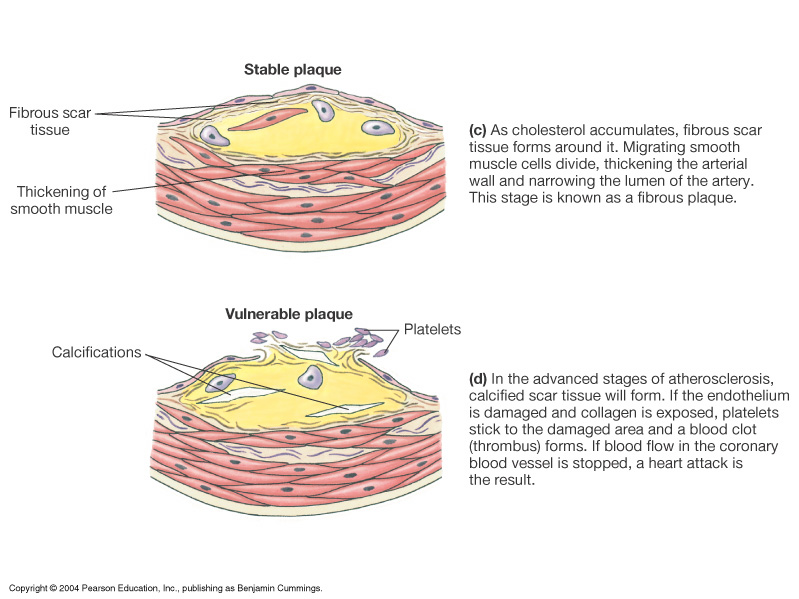 Stable plaque
Fibrous scar
tissue
Thickening of
smooth muscle
(c) As cholesterol accumulates, fibrous scar
tissue forms around it. Migrating smooth
muscle cells divide, thickening the arterial
wall and narrowing the lumen of the artery.
This stage is known as a fibrous plaque.
Vulnerable plaque
Platelets
Calcifications
(d) In the advanced stages of atherosclerosis,
calcified scar tissue will form. If the endothelium
is damaged and collagen is exposed, platelets
stick to the damaged area and a blood clot
(thrombus) forms. If blood flow in the coronary
blood vessel is stopped, a heart attack is
the result.
Copyright © 2004 Pearson Education, Inc., publishing as Benjamin Cummings.